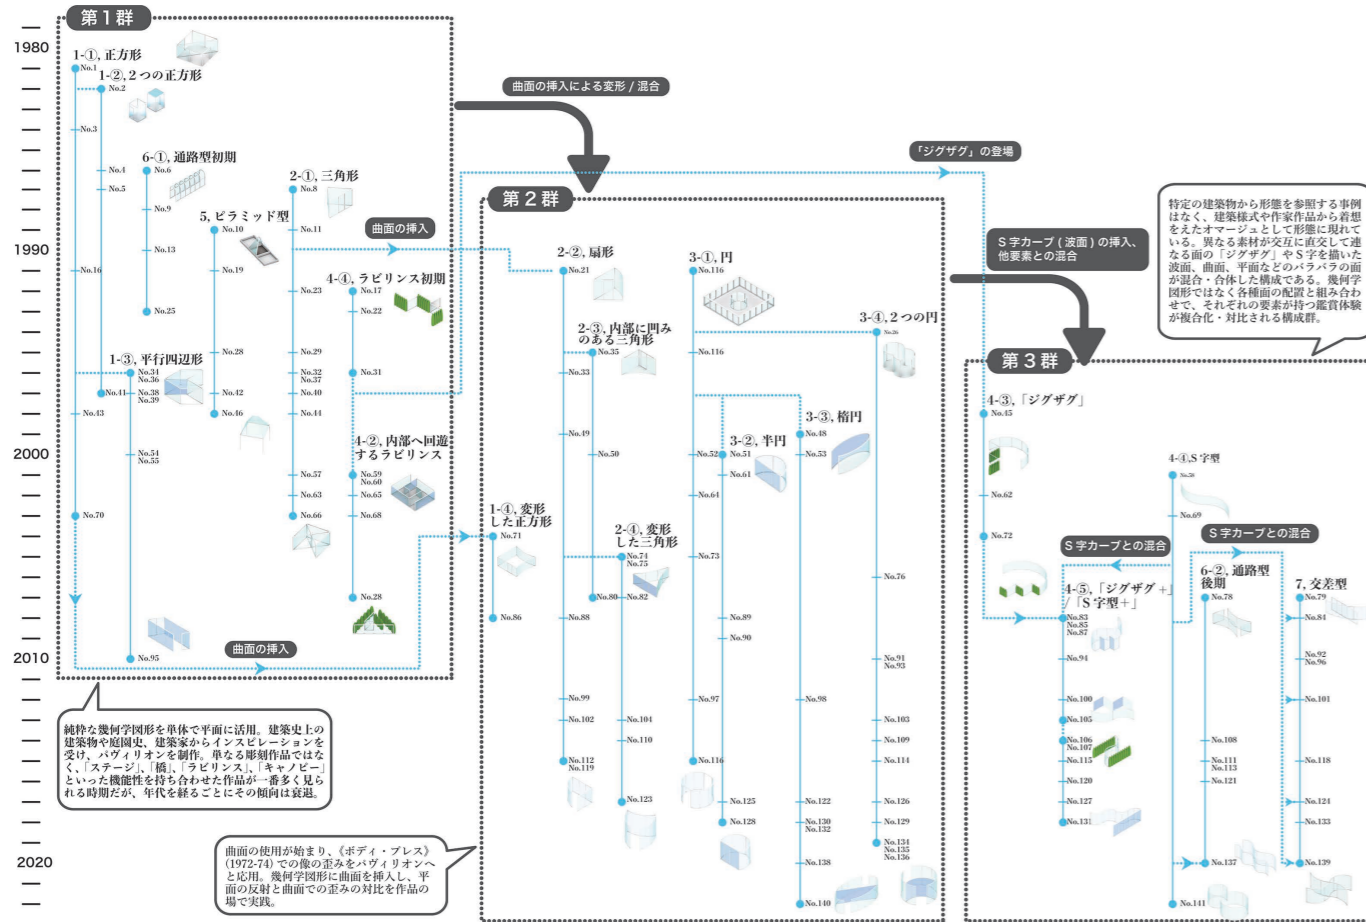 1980
1990
2000
2010
2020
第1群
1-①, 正方形
No.1
1-②, 2つの正方形
No.2
No.3
No.4
No.5
6-①, 通路型初期
No.6
No.9
No.13
No.25
2-①, 三角形
No.8
No.11
5, ピラミッド型
No.10
No.19
No.16
No.23
4-④, ラビリンス初期
No.17
No.22
No.28
No.29
No.31
1-③, 平行四辺形
No.34
No.36
No.38
No.39
No.41
No.43
No.42
No.46
No.32
No.37
No.40
No.44
4-②, 内部へ回遊
するラビリンス
No.54
No.55
No.57
No.59
No.60
No.63
No.65
No.66
No.68
No.70
No.28
No.95
曲面の挿入
曲面の挿入
純粋な幾何学図形を単体で平面に活用。建築史上の
建築物や庭園史、建築家からインスピレーションを
受け、パヴィリオンを制作。単なる彫刻作品ではな
く、「ステージ」、「橋」、「ラビリンス」、「キャノピー」
といった機能性を持ち合わせた作品が一番多く見ら
れる時期だが、年代を経るごとにその傾向は衰退。
曲面の挿入による変形 / 混合
第2群
2-②, 扇形
No.21
3-①, 円
No.116
2-③, 内部に凹み
のある三角形
No.35
No.33
No.116
3-④, 2つの円
No.26
No.49
No.50
3-②, 半円
No.52
No.51
No.61
No.64
3-③, 楕円
No.48
No.53
1-④, 変形
した正方形
No.71
No.86
2-④, 変形
した三角形
No.74
No.75
No.73
No.76
No.80
No.82
No.88
No.89
No.90
No.91
No.93
No.99
No.97
No.98
No.102
No.104
No.103
No.110
No.109
No.112
No.119
No.116
No.114
No.123
No.125
No.122
No.126
No.128
No.130
No.132
No.129
No.134
No.135
No.136
No.138
No.140
曲面の使用が始まり、《ボディ・プレス》
(1972-74) での像の歪みをパヴィリオンへ
と応用。幾何学図形に曲面を挿入し、平
面の反射と曲面での歪みの対比を作品の
場で実践。
「ジグザグ」の登場
S字カーブ (波面) の挿入、
他要素との混合
特定の建築物から形態を参照する事例
はなく、建築様式や作家作品から着想
をえたオマージュとして形態に現れて
いる。異なる素材が交互に直交して連
なる面の「ジグザグ」やS字を描いた
波面、曲面、平面などのバラバラの面
が混合・合体した構成である。幾何学
図形ではなく各種面の配置と組み合わ
せで、それぞれの要素が持つ鑑賞体験
が複合化・対比される構成群。
第3群
4-③, 「ジグザグ」
No.45
No.62
No.72
4-④,S字型
No.58
No.69
S字カーブとの混合
S字カーブとの混合
4-⑤, 「ジグザグ+」
/「S字型+」
No.83
No.85
No.87
No.94
No.100
No.105
No.106
No.107
No.115
No.120
No.127
No.131
6-②, 通路型
後期
No.78
No.108
No.111
No.113
No.121
No.137
No.141
7, 交差型
No.79
No.84
No.92
No.96
No.101
No.118
No.124
No.133
No.139